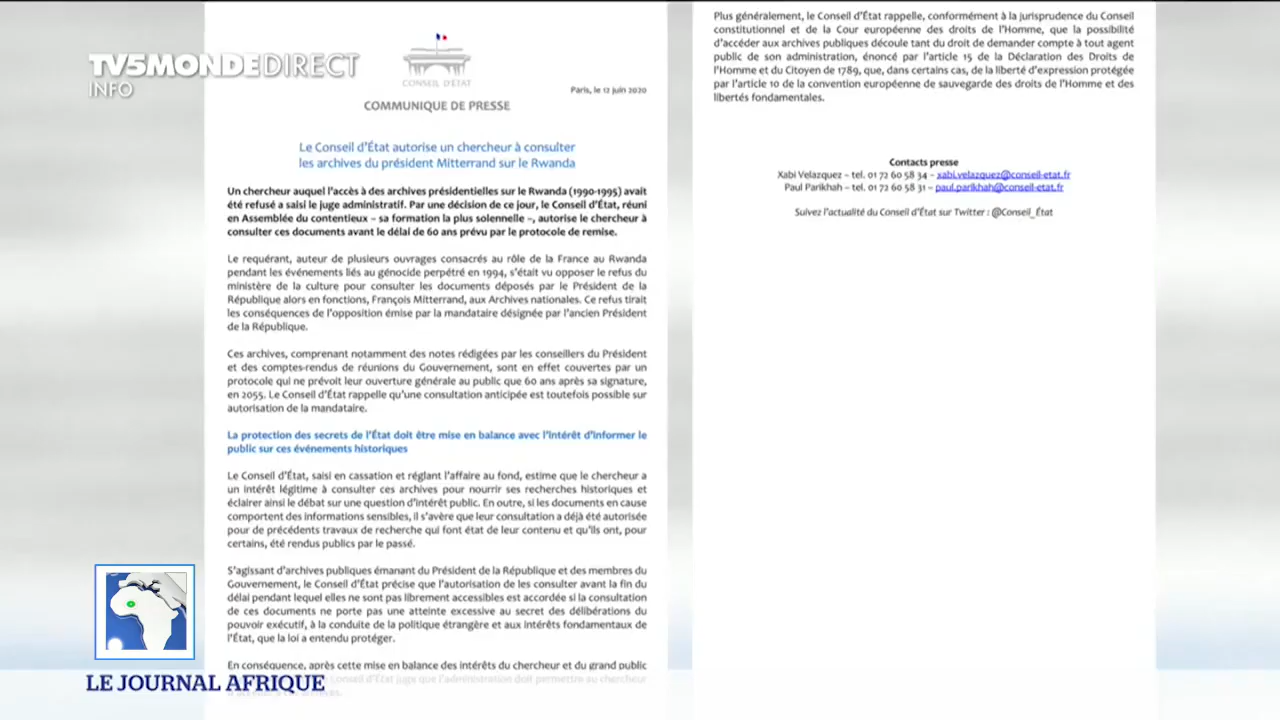 TV5MONDEDIRECT
INFO
CONSEIL D'ÉTAT
Paris, le 12 juin 2020
COMMUNIQUE DE PRESSE
Le Conseil d'État autorise un chercheur à consulter
les archives du président Mitterrand sur le Rwanda
Un chercheur auquel l'accès à des archives présidentielles sur le Rwanda (1990-1995) avait
été refusé a saisi le juge administratif. Par une décision de ce jour, le Conseil d'État, réuni
en Assemblée du contentieux – sa formation la plus solennelle –, autorise le chercheur à
consulter ces documents avant le délai de 60 ans prévu par le protocole de remise.
Le requérant, auteur de plusieurs ouvrages consacrés au rôle de la France au Rwanda
pendant les événements liés au génocide perpétré en 1994, s'était vu opposer le refus du
ministère de la culture pour consulter les documents déposés par le Président de la
République alors en fonctions, François Mitterrand, aux Archives nationales. Ce refus tirait
les conséquences de l'opposition émise par la mandataire désignée par l'ancien Président
de la République.
Ces archives, comprenant notamment des notes rédigées par les conseillers du Président
et des comptes-rendus de réunions du Gouvernement, sont en effet couvertes par un
protocole qui ne prévoit leur ouverture générale au public que 60 ans après sa signature,
en 2055. Le Conseil d'État rappelle qu'une consultation anticipée est toutefois possible sur
autorisation de la mandataire.
La protection des secrets de l'État doit être mise en balance avec l'intérêt d'informer le
public sur ces événements historiques
Le Conseil d'État, saisi en cassation et réglant l'affaire au fond, estime que le chercheur a
un intérêt légitime à consulter ces archives pour nourrir ses recherches historiques et
éclairer ainsi le débat sur une question d'intérêt public. En outre, si les documents en cause
comportent des informations sensibles, il s'avère que leur consultation a déjà été autorisée
pour de précédents travaux de recherche qui font état de leur contenu et qu'ils ont, pour
certains, été rendus publics par le passé.
S'agissant d'archives publiques émanant du Président de la République et des membres du
Gouvernement, le Conseil d'État précise que l'autorisation de les consulter avant la fin du
délai pendant lequel elles ne sont pas librement accessibles est accordée si la consultation
de ces documents ne porte pas une atteinte excessive au secret des délibérations du
pouvoir exécutif, à la conduite de la politique étrangère et aux intérêts fondamentaux de
l'État, que la loi a entendu protéger.
En conséquence, après cette mise en balance des intérêts du chercheur et du grand public
Conseil d'État juge que l'administration doit permettre au chercheur
Plus généralement, le Conseil d'État rappelle, conformément à la jurisprudence du Conseil
constitutionnel et de la Cour européenne des droits de l'Homme, que la possibilité
d'accéder aux archives publiques découle tant du droit de demander compte à tout agent
public de son administration, énoncé par l'article 15 de la Déclaration des Droits de
l'Homme et du Citoyen de 1789, que, dans certains cas, de la liberté d'expression protégée
par l'article 10 de la convention européenne de sauvegarde des droits de l'Homme et des
libertés fondamentales.
Contacts presse
Xabi Velazquez – tel. 01 72 60 58 34 – xabi.velazquez@conseil-etat.fr
Paul Parikhah – tel. 01 72 60 58 31 – paul.parikhah@conseil-etat.fr
Suivez l'actualité du Conseil d'État sur Twitter : @Conseil_État
LE JOURNAL AFRIQUE